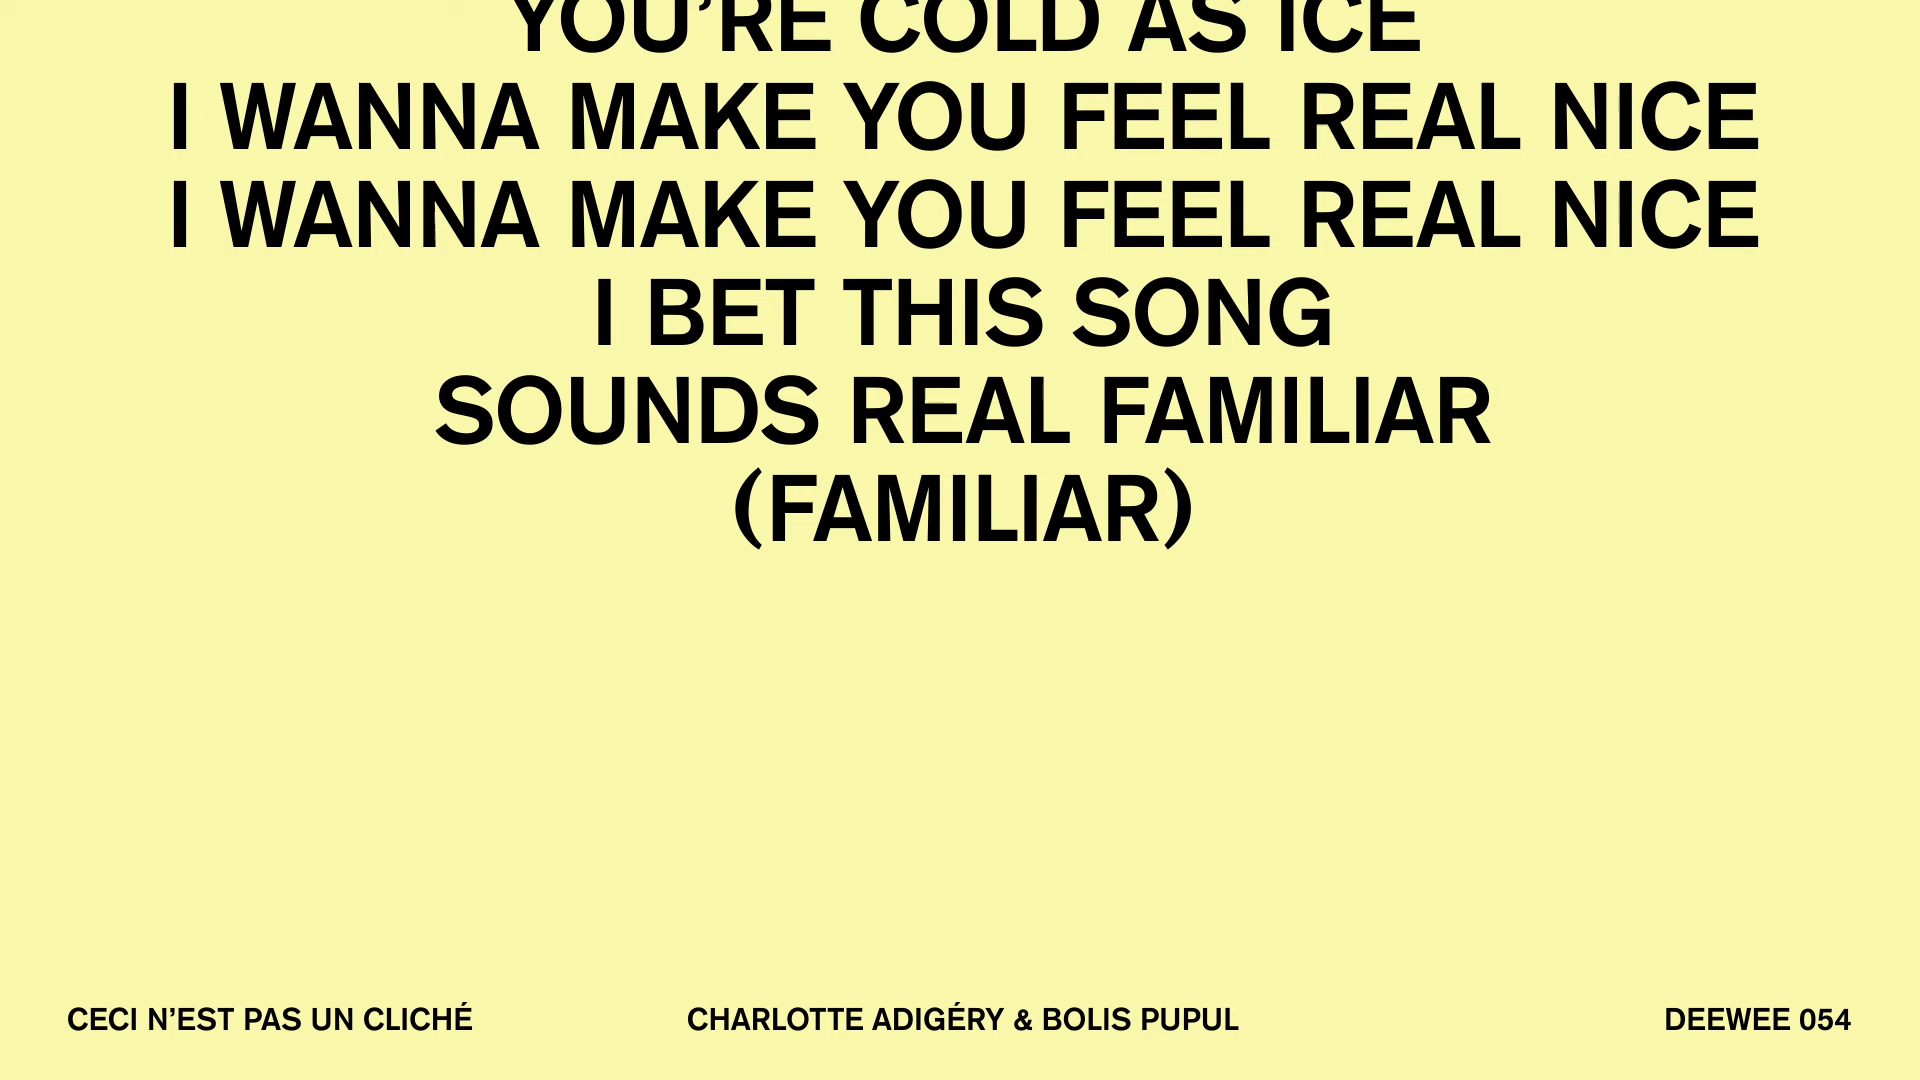 YOU’RE COLD AS ICE
I WANNA MAKE YOU FEEL REAL NICE
I WANNA MAKE YOU FEEL REAL NICE
I BET THIS SONG
SOUNDS REAL FAMILIAR
(FAMILIAR)
CECI N’EST PAS UN CLICHÉ
CHARLOTTE ADIGÉRY & BOLIS PUPUL
DEEWEE 054